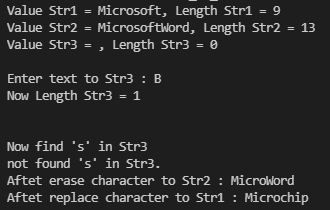 Value Str1 = Microsoft, Length Str1 = 9
Value Str2 = MicrosoftWord, Length Str2 = 13
Value Str3 = , Length Str3 = 0
Enter text to Str3 : B
Now Length Str3 = 1
Now find 's' in Str3
not found 's' in Str3.
Aftet erase character to Str2 : MicroWord
Aftet replace character to Str1 : Microchip